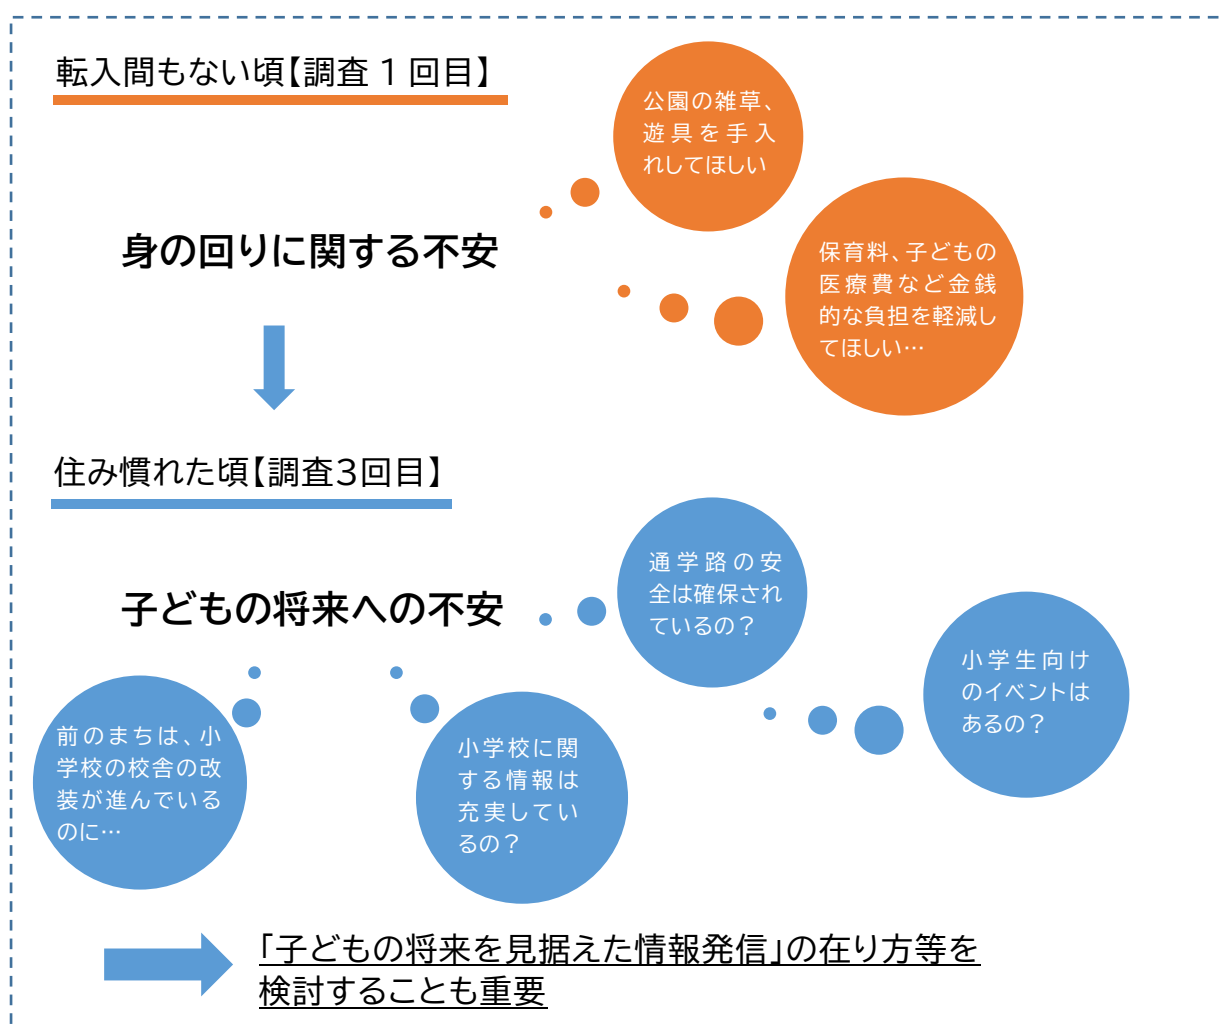 転入間もない頃【調査1回目】
公園の雑草、
遊具を手入
れしてほしい
身の回りに関する不安
保育料、子どもの
医療費など金銭
的な負担を軽減し
てほしい…
住み慣れた頃【調査3回目】
子どもの将来への不安
通学路の安
全は確保され
ているの?
小学生向け
のイベントは
あるの?
前のまちは、小
学校の校舎の改
装が進んでいる
のに…
小学校に関
する情報は
充実してい
るの?
「子どもの将来を見据えた情報発信」の在り方等を
検討することも重要